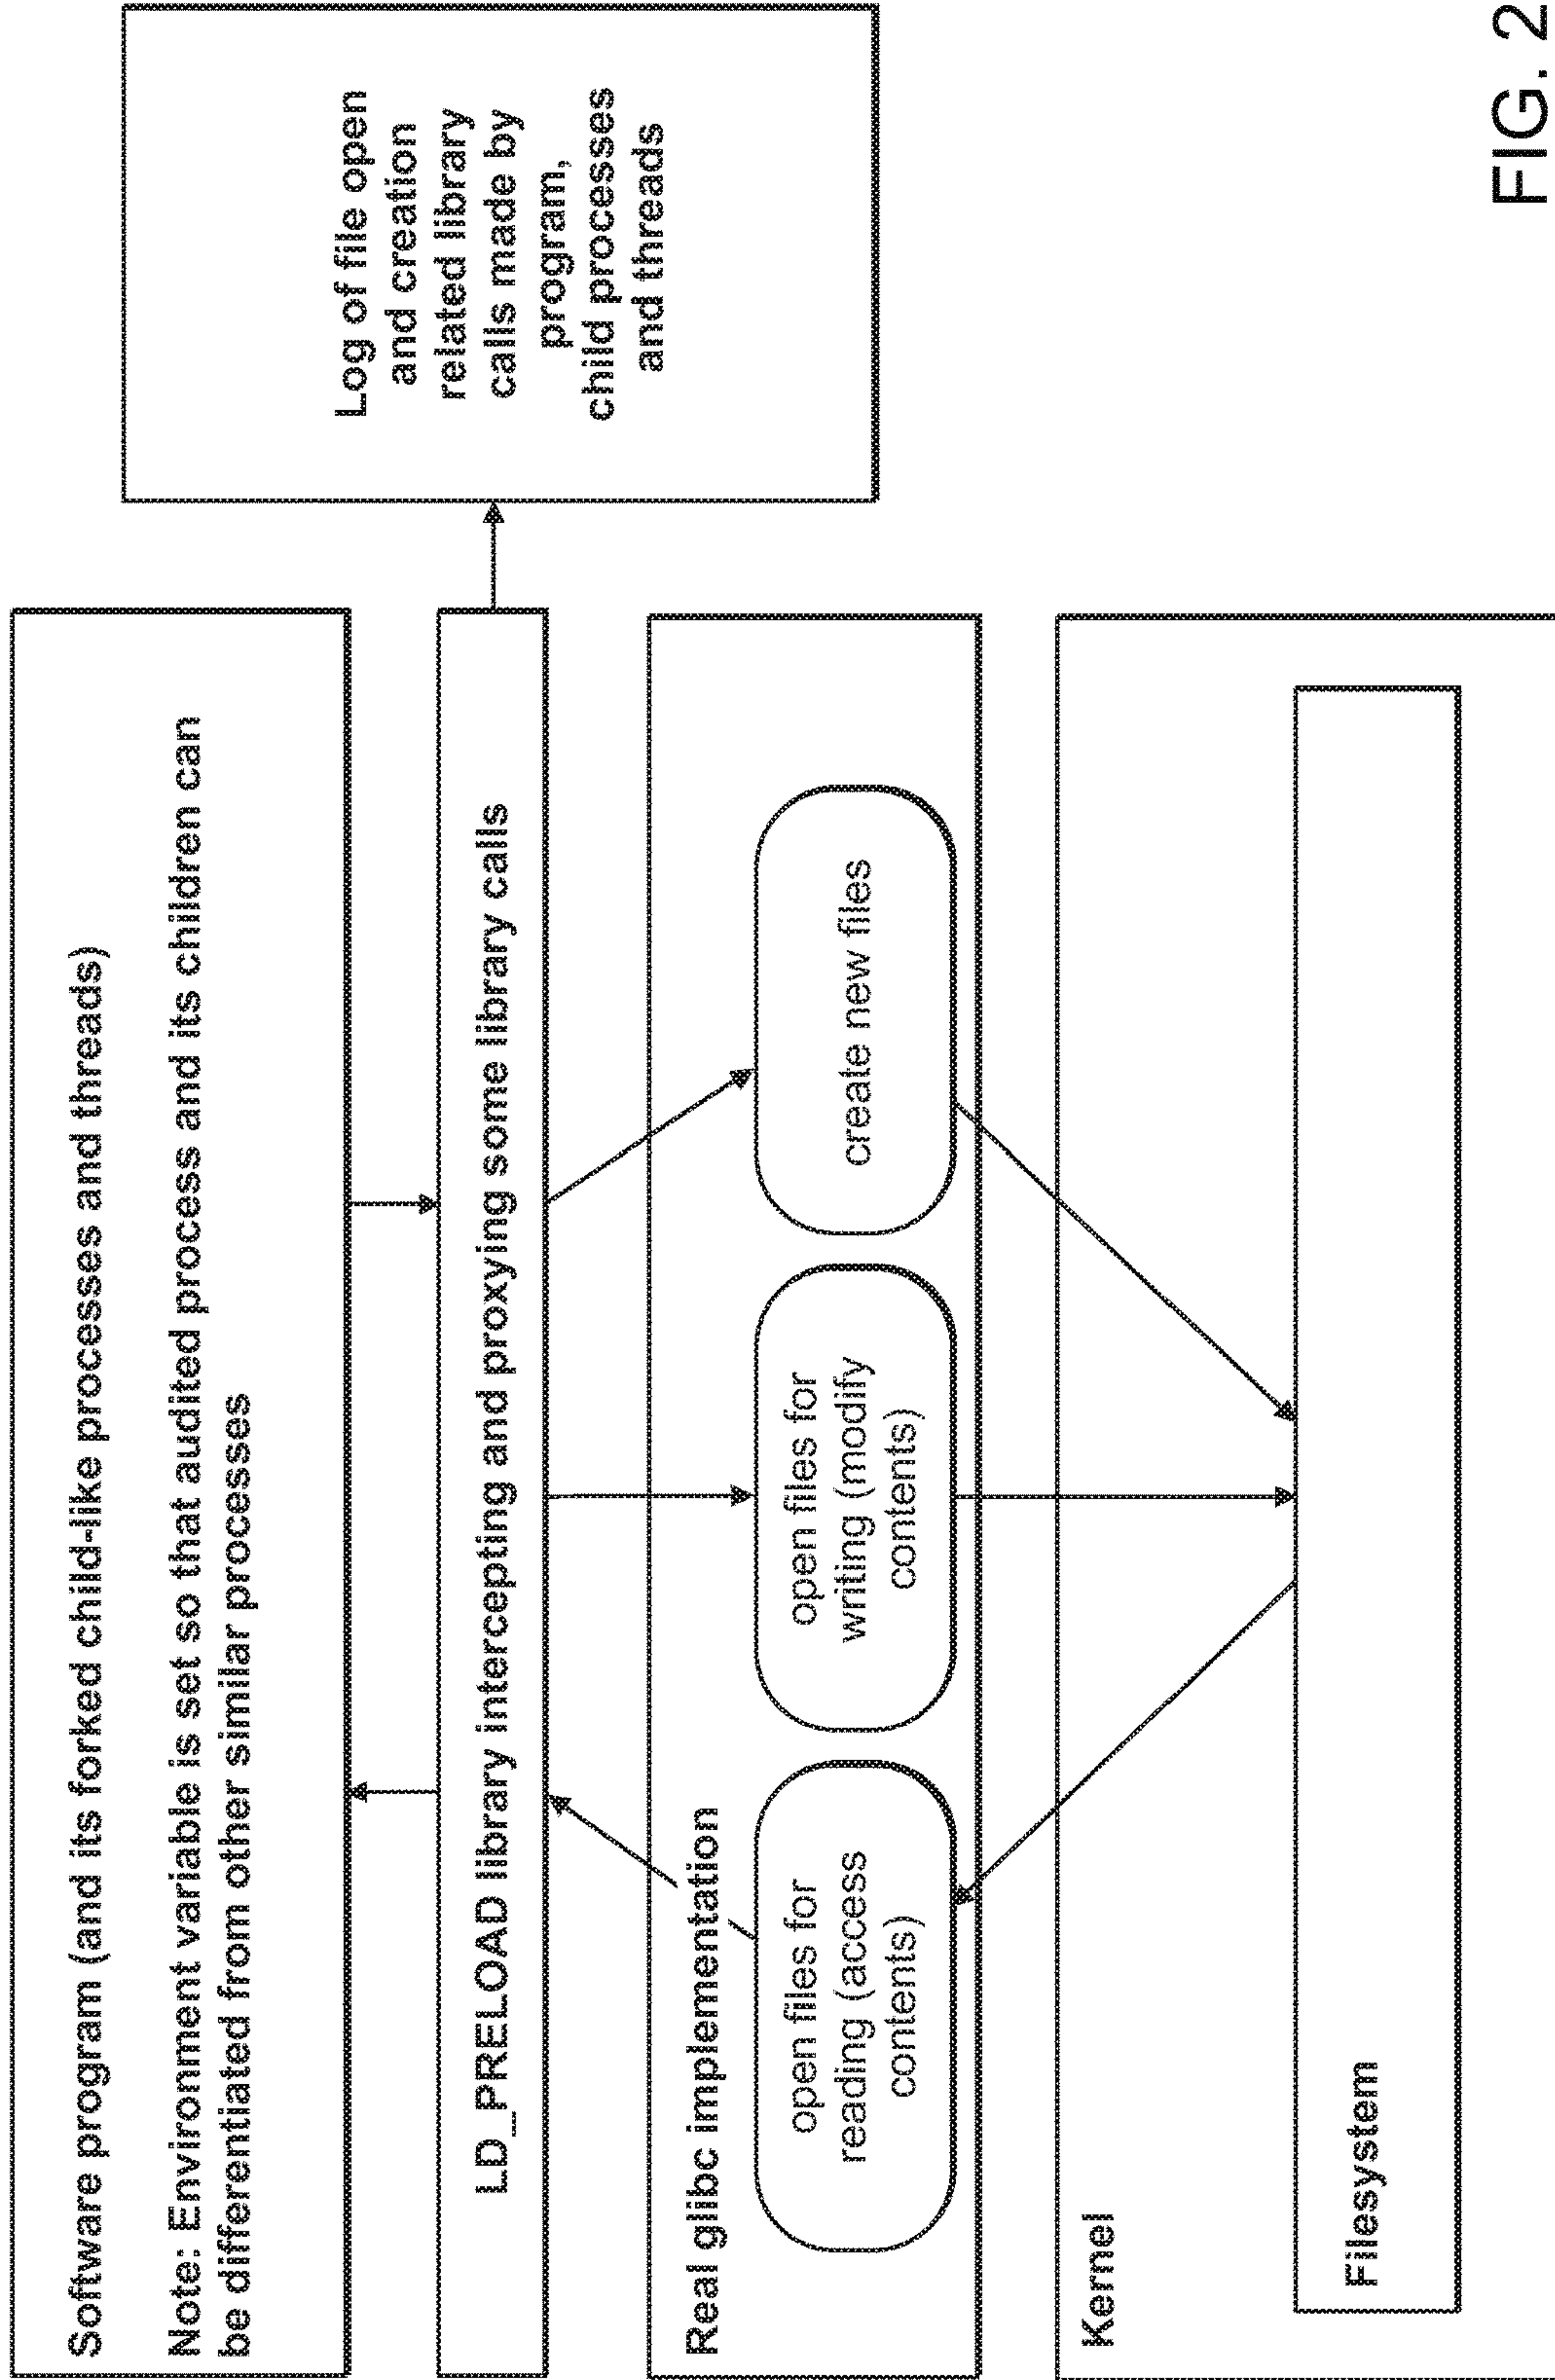 Software program (and its forked child-like processes and threads)
Note: Environment variable is set so that audited process and its children can
be differentiated from other similar processes
LD_PRELOAD library intercepting and proxying some library calls
Log of file open
and creation
related library
calls made by
program,
child processes
and threads
Real glibc implementation
open files for
reading (access
contents)
open files for
writing (modify
contents)
create new files
Kernel
Filesystem
FIG. 2